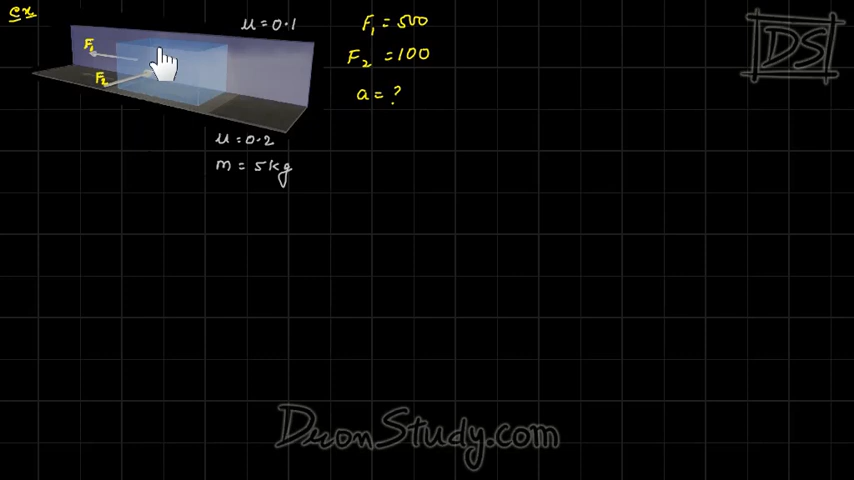 Ex.
μ = 0.1
F₁ = 500
F₂ = 100
a = ?
F₁
F₂
μ = 0.2
m = 5kg
DS
DronStudy.com